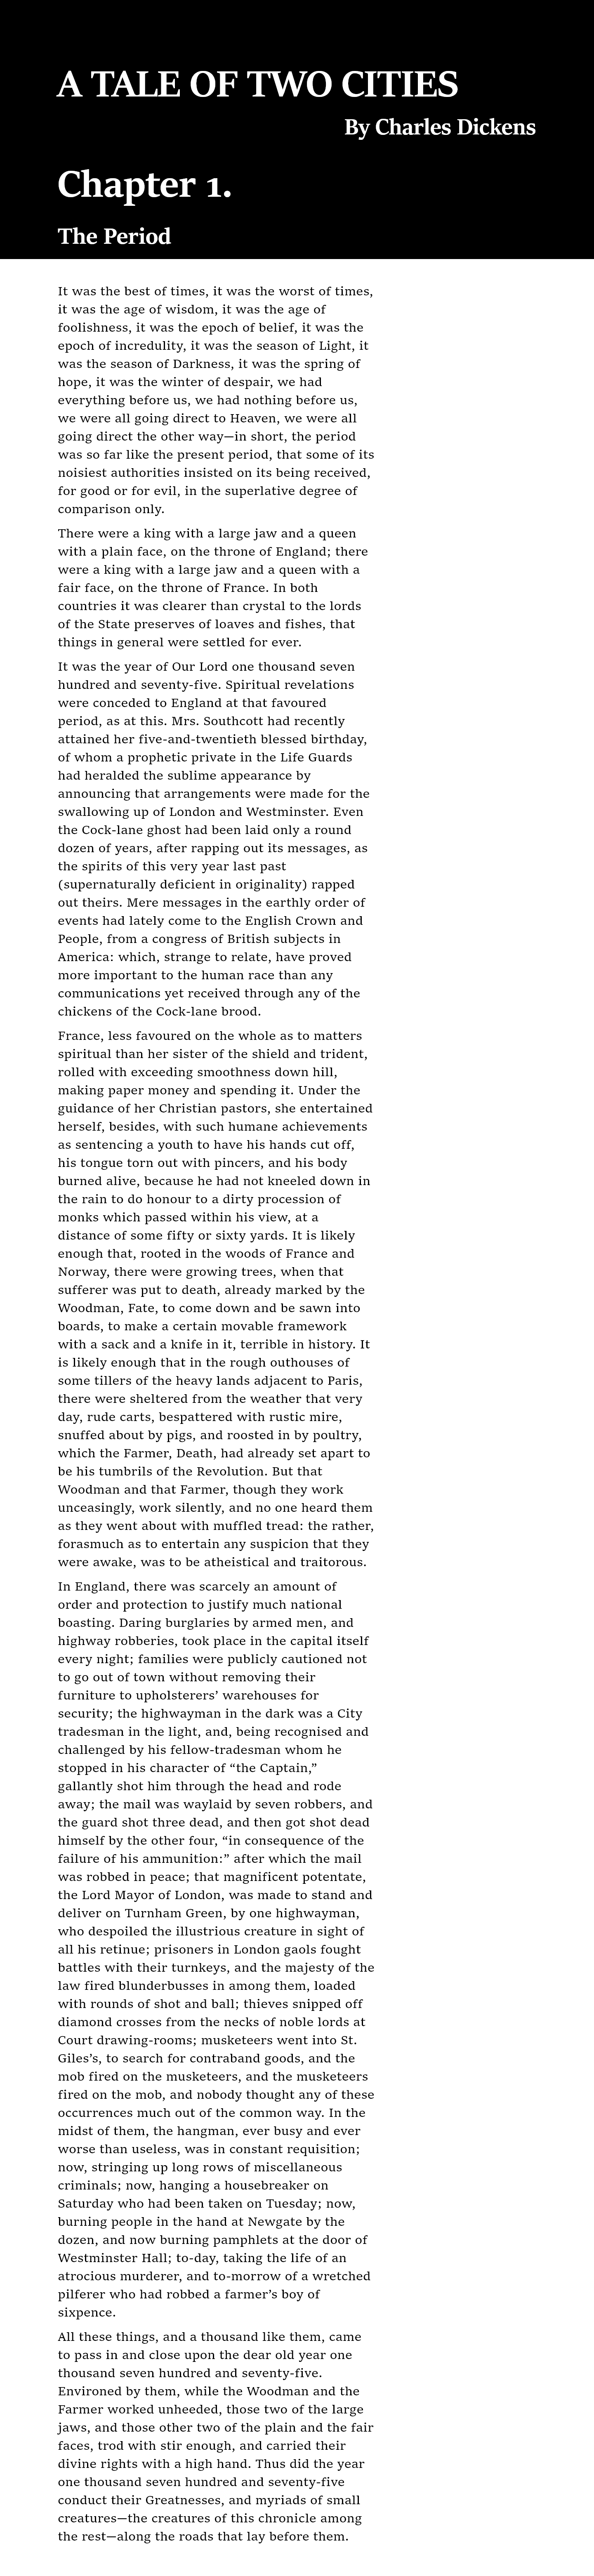 A TALE OF TWO CITIES
By Charles Dickens
Chapter 1.
The Period
It was the best of times, it was the worst of times,
it was the age of wisdom, it was the age of
foolishness, it was the epoch of belief, it was the
epoch of incredulity, it was the season of Light, it
was the season of Darkness, it was the spring of
hope, it was the winter of despair, we had
everything before us, we had nothing before us,
we were all going direct to Heaven, we were all
going direct the other way—in short, the period
was so far like the present period, that some of its
noisiest authorities insisted on its being received,
for good or for evil, in the superlative degree of
comparison only.
There were a king with a large jaw and a queen
with a plain face, on the throne of England; there
were a king with a large jaw and a queen with a
fair face, on the throne of France. In both
countries it was clearer than crystal to the lords
of the State preserves of loaves and fishes, that
things in general were settled for ever.
It was the year of Our Lord one thousand seven
hundred and seventy-five. Spiritual revelations
were conceded to England at that favoured
period, as at this. Mrs. Southcott had recently
attained her five-and-twentieth blessed birthday,
of whom a prophetic private in the Life Guards
had heralded the sublime appearance by
announcing that arrangements were made for the
swallowing up of London and Westminster. Even
the Cock-lane ghost had been laid only a round
dozen of years, after rapping out its messages, as
the spirits of this very year last past
(supernaturally deficient in originality) rapped
out theirs. Mere messages in the earthly order of
events had lately come to the English Crown and
People, from a congress of British subjects in
America: which, strange to relate, have proved
more important to the human race than any
communications yet received through any of the
chickens of the Cock-lane brood.
France, less favoured on the whole as to matters
spiritual than her sister of the shield and trident,
rolled with exceeding smoothness down hill,
making paper money and spending it. Under the
guidance of her Christian pastors, she entertained
herself, besides, with such humane achievements
as sentencing a youth to have his hands cut off,
his tongue torn out with pincers, and his body
burned alive, because he had not kneeled down in
the rain to do honour to a dirty procession of
monks which passed within his view, at a
distance of some fifty or sixty yards. It is likely
enough that, rooted in the woods of France and
Norway, there were growing trees, when that
sufferer was put to death, already marked by the
Woodman, Fate, to come down and be sawn into
boards, to make a certain movable framework
with a sack and a knife in it, terrible in history. It
is likely enough that in the rough outhouses of
some tillers of the heavy lands adjacent to Paris,
there were sheltered from the weather that very
day, rude carts, bespattered with rustic mire,
snuffed about by pigs, and roosted in by poultry,
which the Farmer, Death, had already set apart to
be his tumbrils of the Revolution. But that
Woodman and that Farmer, though they work
unceasingly, work silently, and no one heard them
as they went about with muffled tread: the rather,
forasmuch as to entertain any suspicion that they
were awake, was to be atheistical and traitorous.
In England, there was scarcely an amount of
order and protection to justify much national
boasting. Daring burglaries by armed men, and
highway robberies, took place in the capital itself
every night; families were publicly cautioned not
to go out of town without removing their
furniture to upholsterers’ warehouses for
security; the highwayman in the dark was a City
tradesman in the light, and, being recognised and
challenged by his fellow-tradesman whom he
stopped in his character of “the Captain,”
gallantly shot him through the head and rode
away; the mail was waylaid by seven robbers, and
the guard shot three dead, and then got shot dead
himself by the other four, “in consequence of the
failure of his ammunition:” after which the mail
was robbed in peace; that magnificent potentate,
the Lord Mayor of London, was made to stand and
deliver on Turnham Green, by one highwayman,
who despoiled the illustrious creature in sight of
all his retinue; prisoners in London gaols fought
battles with their turnkeys, and the majesty of the
law fired blunderbusses in among them, loaded
with rounds of shot and ball; thieves snipped off
diamond crosses from the necks of noble lords at
Court drawing-rooms; musketeers went into St.
Giles’s, to search for contraband goods, and the
mob fired on the musketeers, and the musketeers
fired on the mob, and nobody thought any of these
occurrences much out of the common way. In the
midst of them, the hangman, ever busy and ever
worse than useless, was in constant requisition;
now, stringing up long rows of miscellaneous
criminals; now, hanging a housebreaker on
Saturday who had been taken on Tuesday; now,
burning people in the hand at Newgate by the
dozen, and now burning pamphlets at the door of
Westminster Hall; to-day, taking the life of an
atrocious murderer, and to-morrow of a wretched
pilferer who had robbed a farmer’s boy of
sixpence.
All these things, and a thousand like them, came
to pass in and close upon the dear old year one
thousand seven hundred and seventy-five.
Environed by them, while the Woodman and the
Farmer worked unheeded, those two of the large
jaws, and those other two of the plain and the fair
faces, trod with stir enough, and carried their
divine rights with a high hand. Thus did the year
one thousand seven hundred and seventy-five
conduct their Greatnesses, and myriads of small
creatures—the creatures of this chronicle among
the rest—along the roads that lay before them.